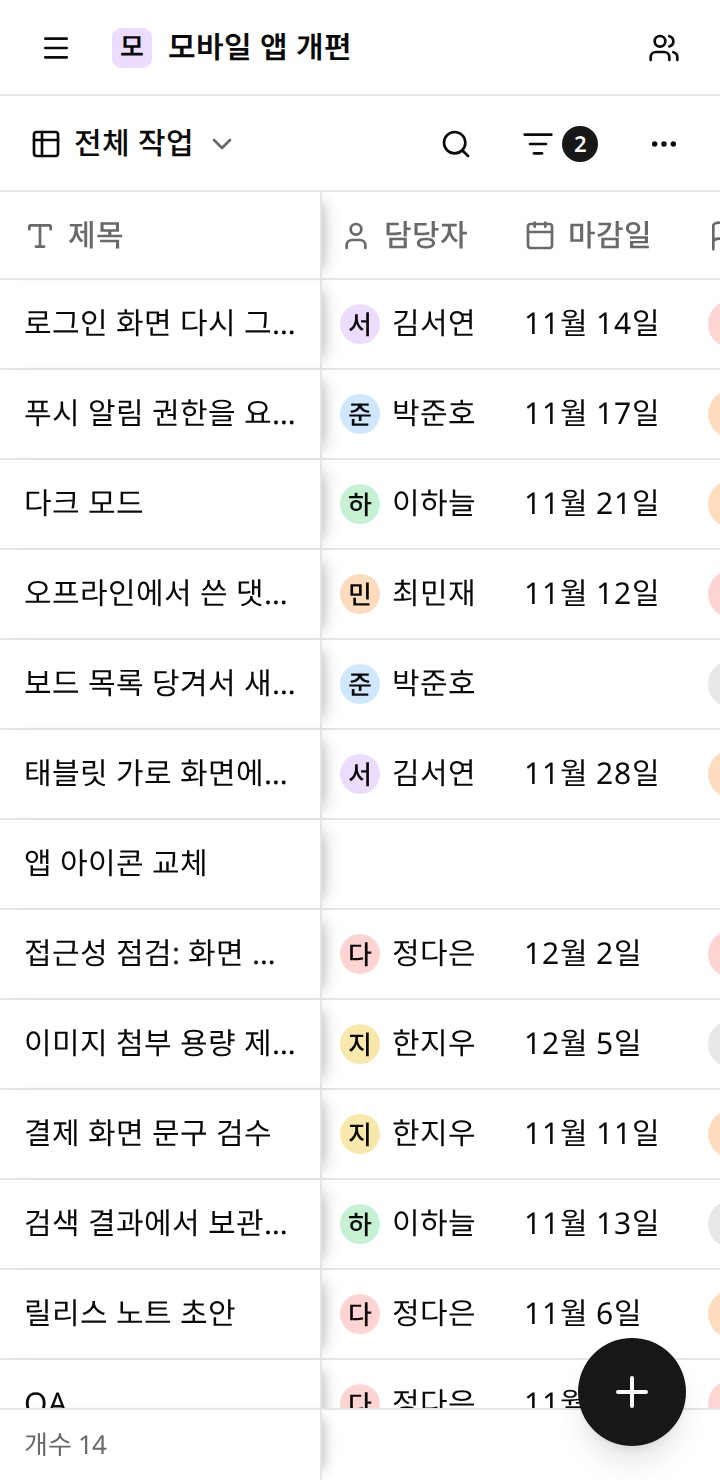 모 모바일 앱 개편
전체 작업 2
제목 담당자 마감일
로그인 화면 다시 그... 서 김서연 11월 14일
푸시 알림 권한을 요... 준 박준호 11월 17일
다크 모드 하 이하늘 11월 21일
오프라인에서 쓴 댓... 민 최민재 11월 12일
보드 목록 당겨서 새... 준 박준호
태블릿 가로 화면에... 서 김서연 11월 28일
앱 아이콘 교체
접근성 점검: 화면 ... 다 정다은 12월 2일
이미지 첨부 용량 제... 지 한지우 12월 5일
결제 화면 문구 검수 지 한지우 11월 11일
검색 결과에서 보관... 하 이하늘 11월 13일
릴리스 노트 초안 다 정다은 11월 6일
QA 다 정다은
개수 14